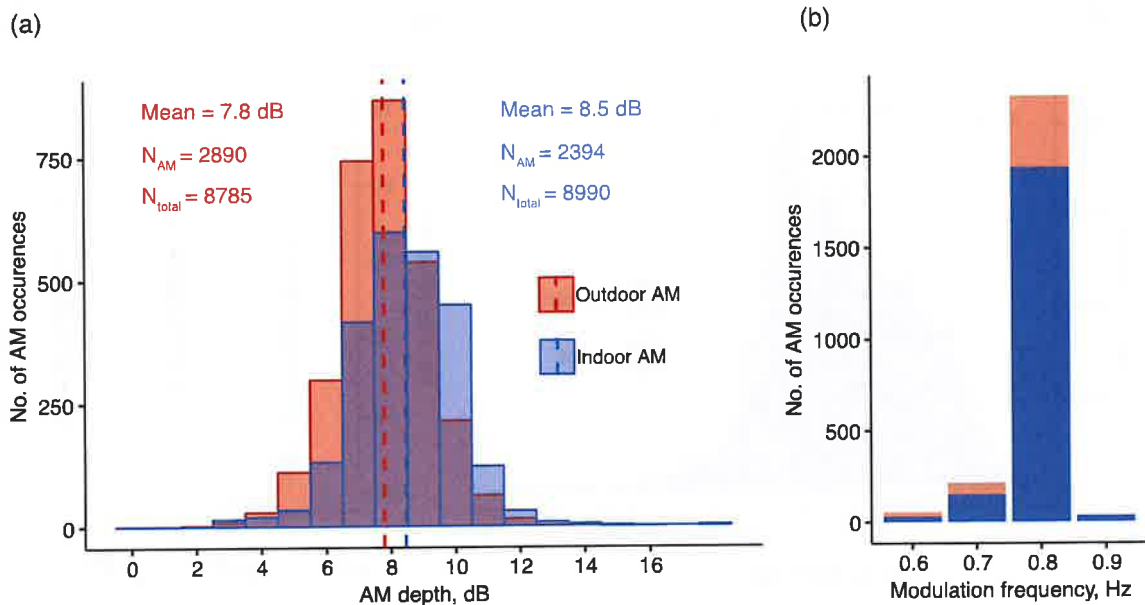 (a)
Mean = 7.8 dB
N_AM = 2890
N_total = 8785
Mean = 8.5 dB
N_AM = 2394
N_total = 8990
No. of AM occurences
750
500
250
0
0 2 4 6 8 10 12 14 16
AM depth, dB
Outdoor AM
Indoor AM
(b)
No. of AM occurences
2000
1500
1000
500
0
0.6 0.7 0.8 0.9
Modulation frequency, Hz